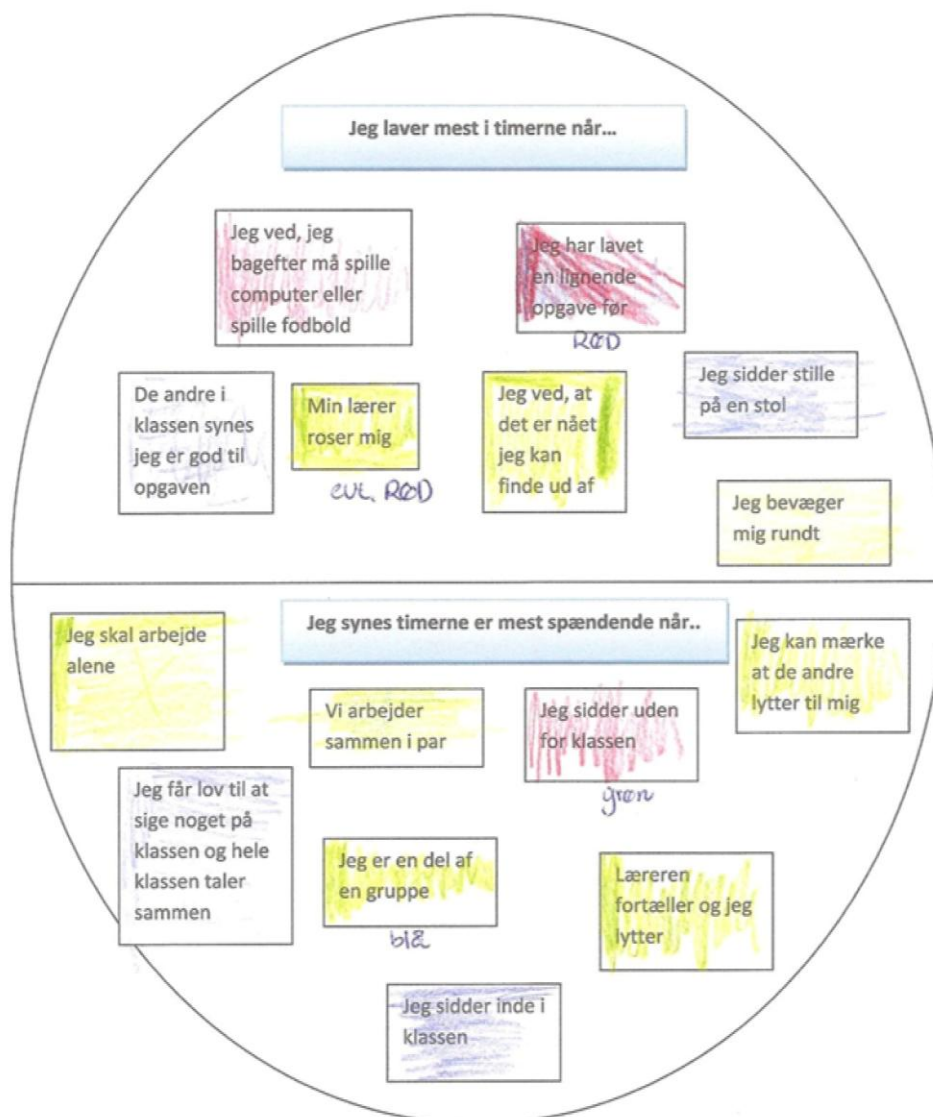 Jeg laver mest i timerne når...
Jeg ved, jeg
bagefter må spille
computer eller
spille fodbold
Jeg har lavet
en lignende
opgave før
RØD
De andre i
klassen synes
jeg er god til
opgaven
Min lærer
roser mig
evt. RØD
Jeg ved, at
det er nået
jeg kan
finde ud af
Jeg sidder stille
på en stol
Jeg bevæger
mig rundt
Jeg synes timerne er mest spændende når..
Jeg skal arbejde
alene
Vi arbejder
sammen i par
Jeg sidder uden
for klassen
grøn
Jeg kan mærke
at de andre
lytter til mig
Jeg får lov til at
sige noget på
klassen og hele
klassen taler
sammen
Jeg er en del af
en gruppe
blå
Læreren
fortæller og jeg
lytter
Jeg sidder inde i
klassen